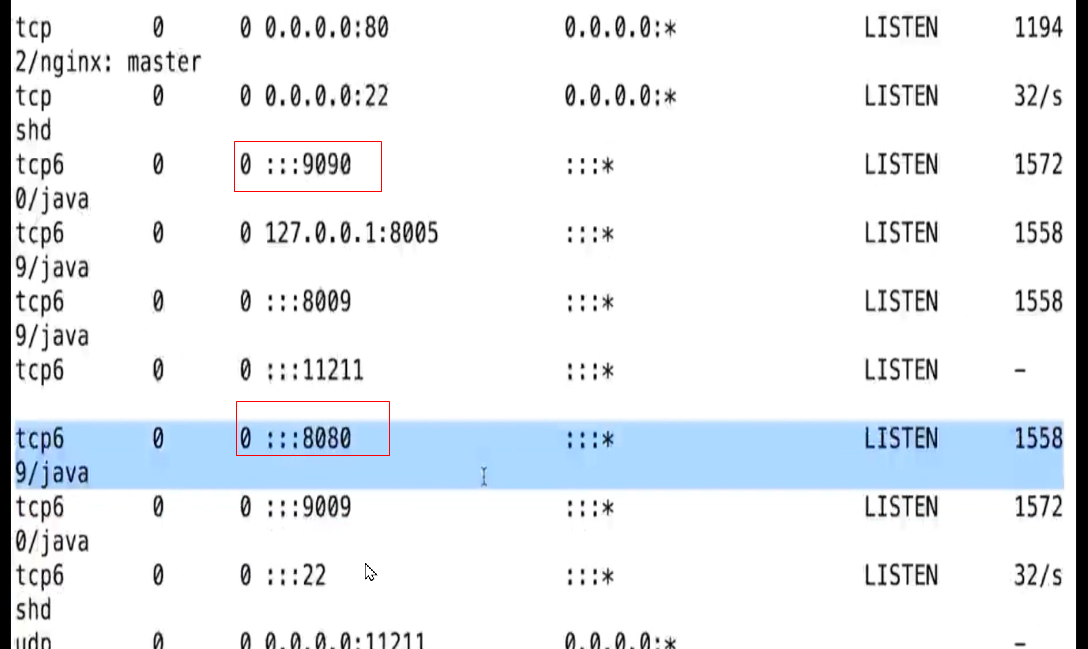 tcp 0 0 0.0.0.0:80 0.0.0.0:* LISTEN 1194
2/nginx: master
tcp 0 0 0.0.0.0:22 0.0.0.0:* LISTEN 32/s
shd
tcp6 0 0 :::9090 :::* LISTEN 1572
0/java
tcp6 0 0 127.0.0.1:8005 :::* LISTEN 1558
9/java
tcp6 0 0 :::8009 :::* LISTEN 1558
9/java
tcp6 0 0 :::11211 :::* LISTEN -
tcp6 0 0 :::8080 :::* LISTEN 1558
9/java
tcp6 0 0 :::9009 :::* LISTEN 1572
0/java
tcp6 0 0 :::22 :::* LISTEN 32/s
shd
udp 0 0 0.0.0.0:11211 0.0.0.0:* -